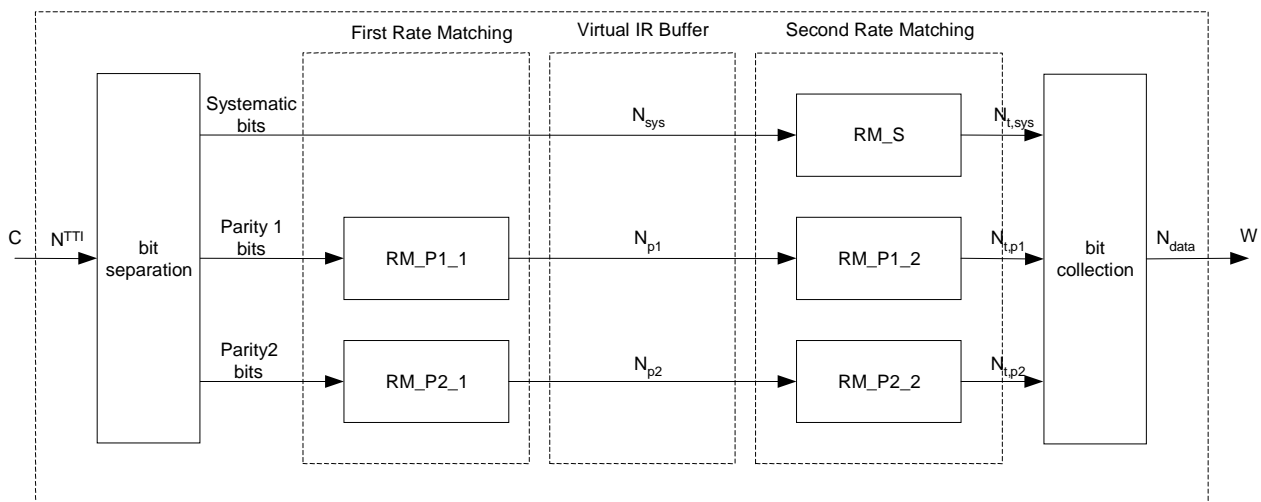 First Rate Matching
Virtual IR Buffer
Second Rate Matching
Systematic
bits
N_sys
RM_S
N_t,sys
C
N^TTI
bit
separation
Parity 1
bits
RM_P1_1
N_p1
RM_P1_2
N_t,p1
bit
collection
N_data
W
Parity2
bits
RM_P2_1
N_p2
RM_P2_2
N_t,p2